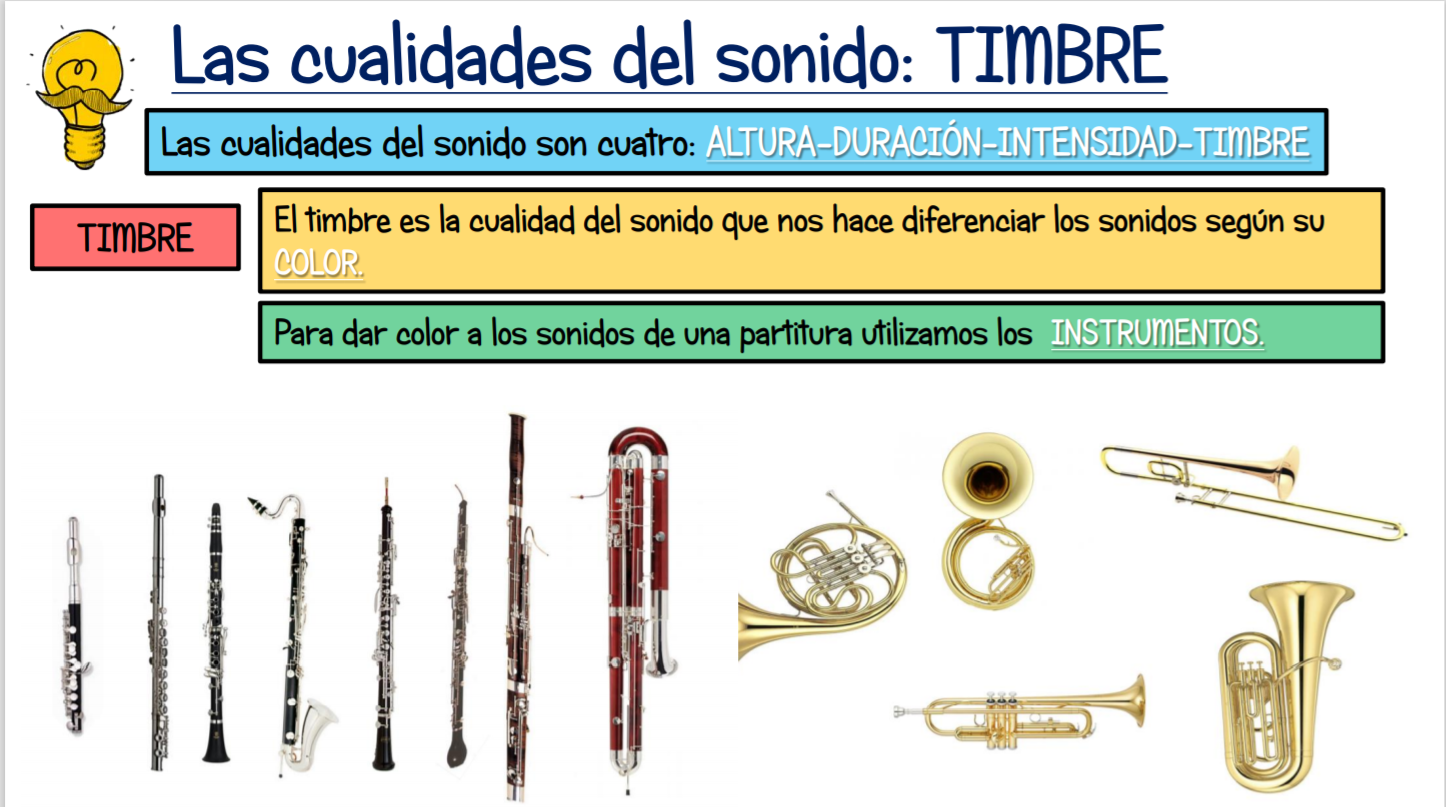 Las cualidades del sonido: TIMBRE
Las cualidades del sonido son cuatro: ALTURA-DURACIÓN-INTENSIDAD-TIMBRE
TIMBRE
El timbre es la cualidad del sonido que nos hace diferenciar los sonidos según su
COLOR.
Para dar color a los sonidos de una partitura utilizamos los INSTRUMENTOS.